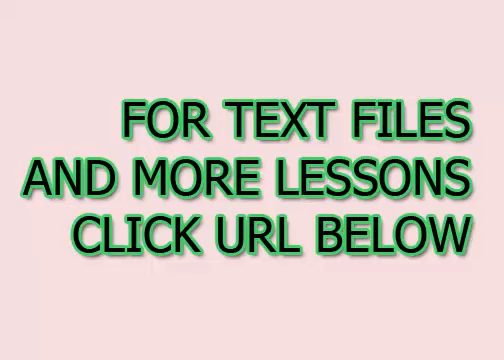 FOR TEXT FILES
AND MORE LESSONS
CLICK URL BELOW